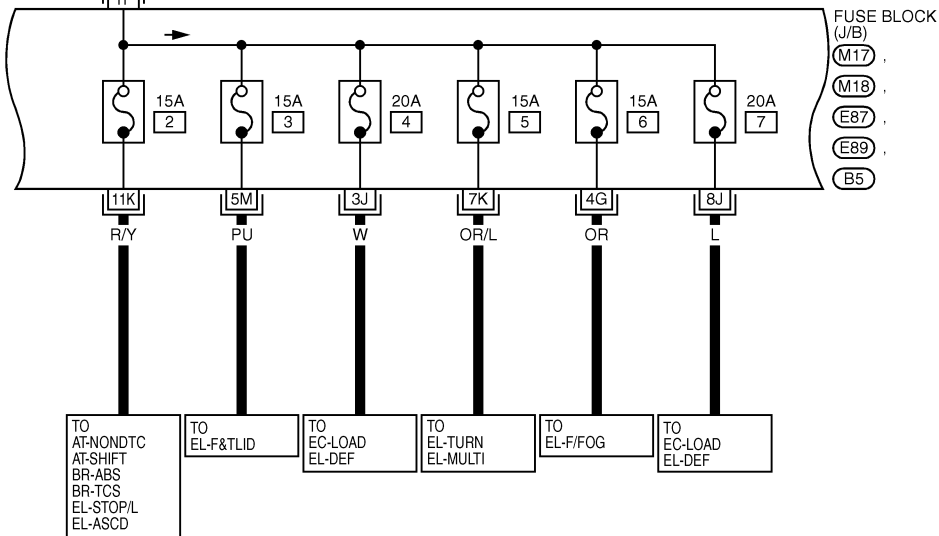 FUSE BLOCK
(J/B)
M17 ,
M18 ,
E87 ,
E89 ,
B5
15A
2
15A
3
20A
4
15A
5
15A
6
20A
7
11K
5M
3J
7K
4G
8J
R/Y
PU
W
OR/L
OR
L
TO
AT-NONDTC
AT-SHIFT
BR-ABS
BR-TCS
EL-STOP/L
EL-ASCD
TO
EL-F&TLID
TO
EC-LOAD
EL-DEF
TO
EL-TURN
EL-MULTI
TO
EL-F/FOG
TO
EC-LOAD
EL-DEF